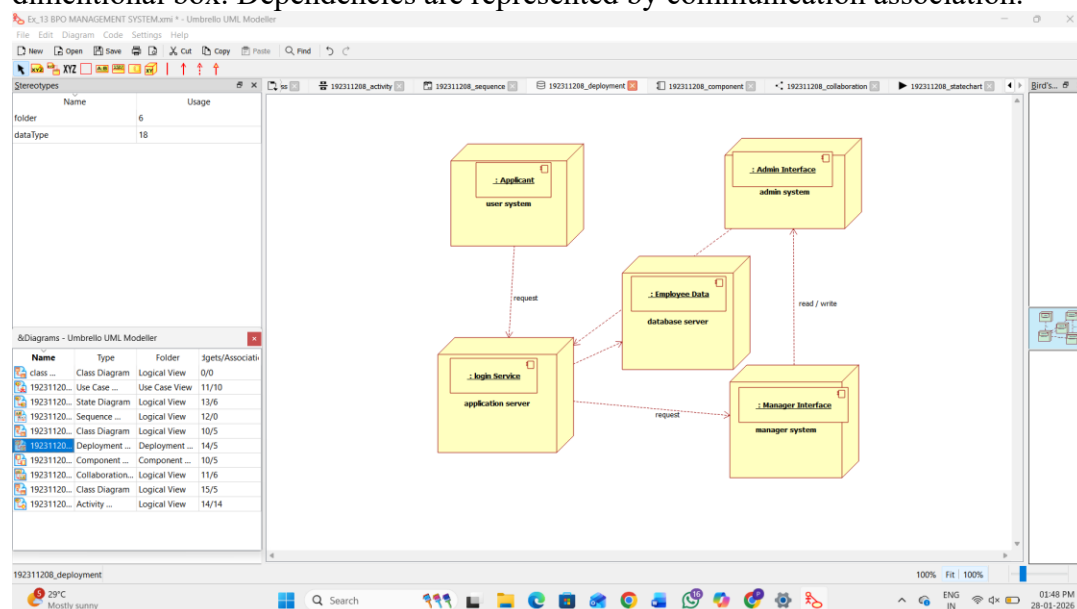 dimentional box. Dependencies are represented by communication association.
Ex_13 BPO MANAGEMENT SYSTEM.xmi * - Umbrello UML Modeller
File Edit Diagram Code Settings Help
New Open Save Cut Copy Paste Find
XYZ
Stereotypes
192311208_activity 192311208_sequence 192311208_deployment 192311208_component 192311208_collaboration 192311208_statechart Bird's...
Name Usage
folder 6
dataType 18
: Applicant
user system
: Admin Interface
admin system
request
: Employee Data
database server
read / write
: login Service
application server
request
: Manager Interface
manager system
&Diagrams - Umbrello UML Modeller
Name Type Folder :dgets/Associati
class ... Class Diagram Logical View 0/0
19231120... Use Case ... Use Case View 11/10
19231120... State Diagram Logical View 13/6
19231120... Sequence ... Logical View 12/0
19231120... Class Diagram Logical View 10/5
19231120... Deployment ... Deployment ... 14/5
19231120... Component ... Component ... 10/5
19231120... Collaboration... Logical View 11/6
19231120... Class Diagram Logical View 15/5
19231120... Activity ... Logical View 14/14
192311208_deployment 100% Fit 100%
29°C
Mostly sunny
Search
ENG
IN
01:48 PM
28-01-2026